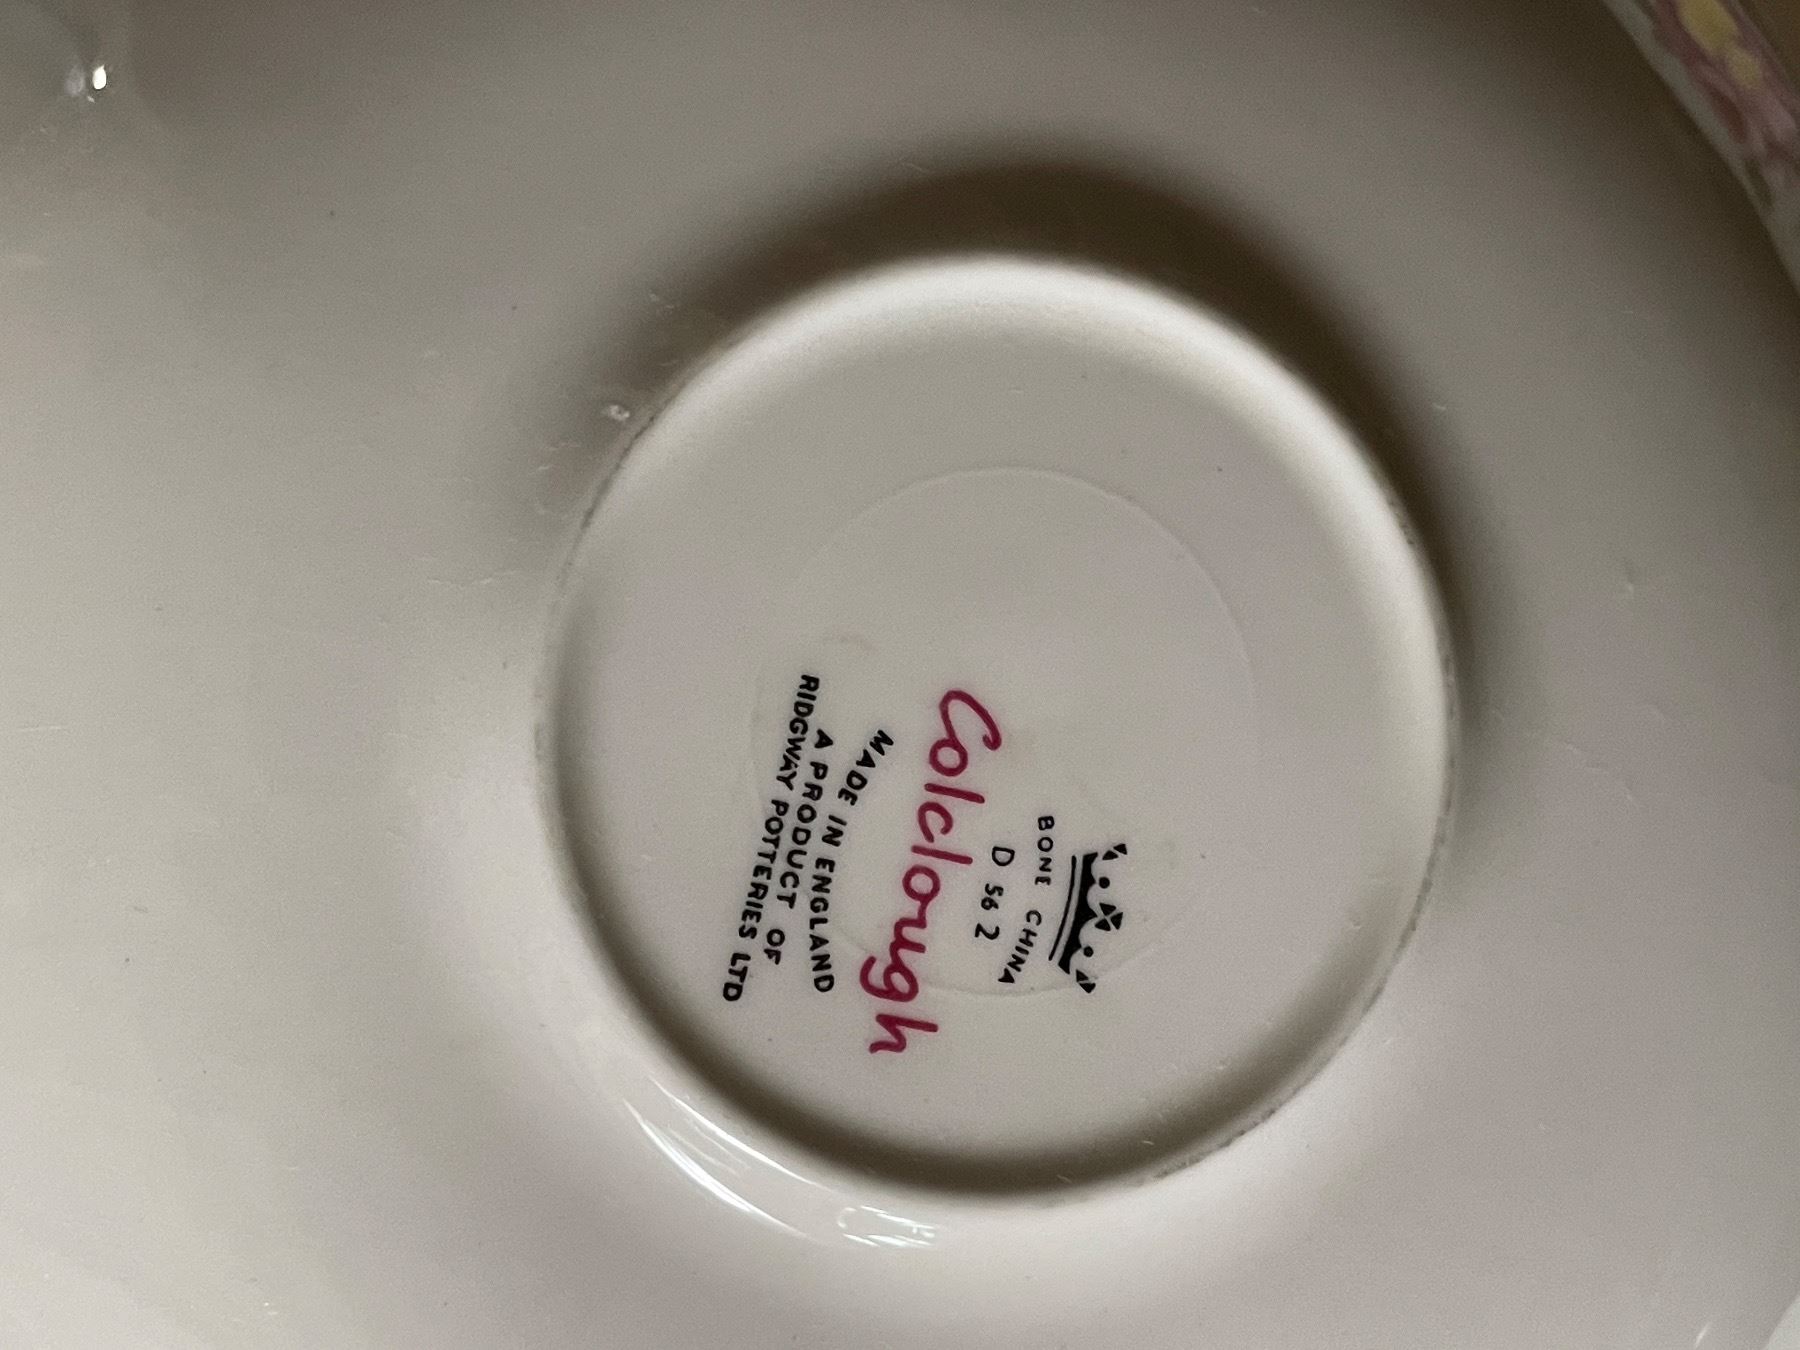 BONE CHINA
D 562
Colclough
MADE IN ENGLAND
A PRODUCT OF
RIDGWAY POTTERIES LTD